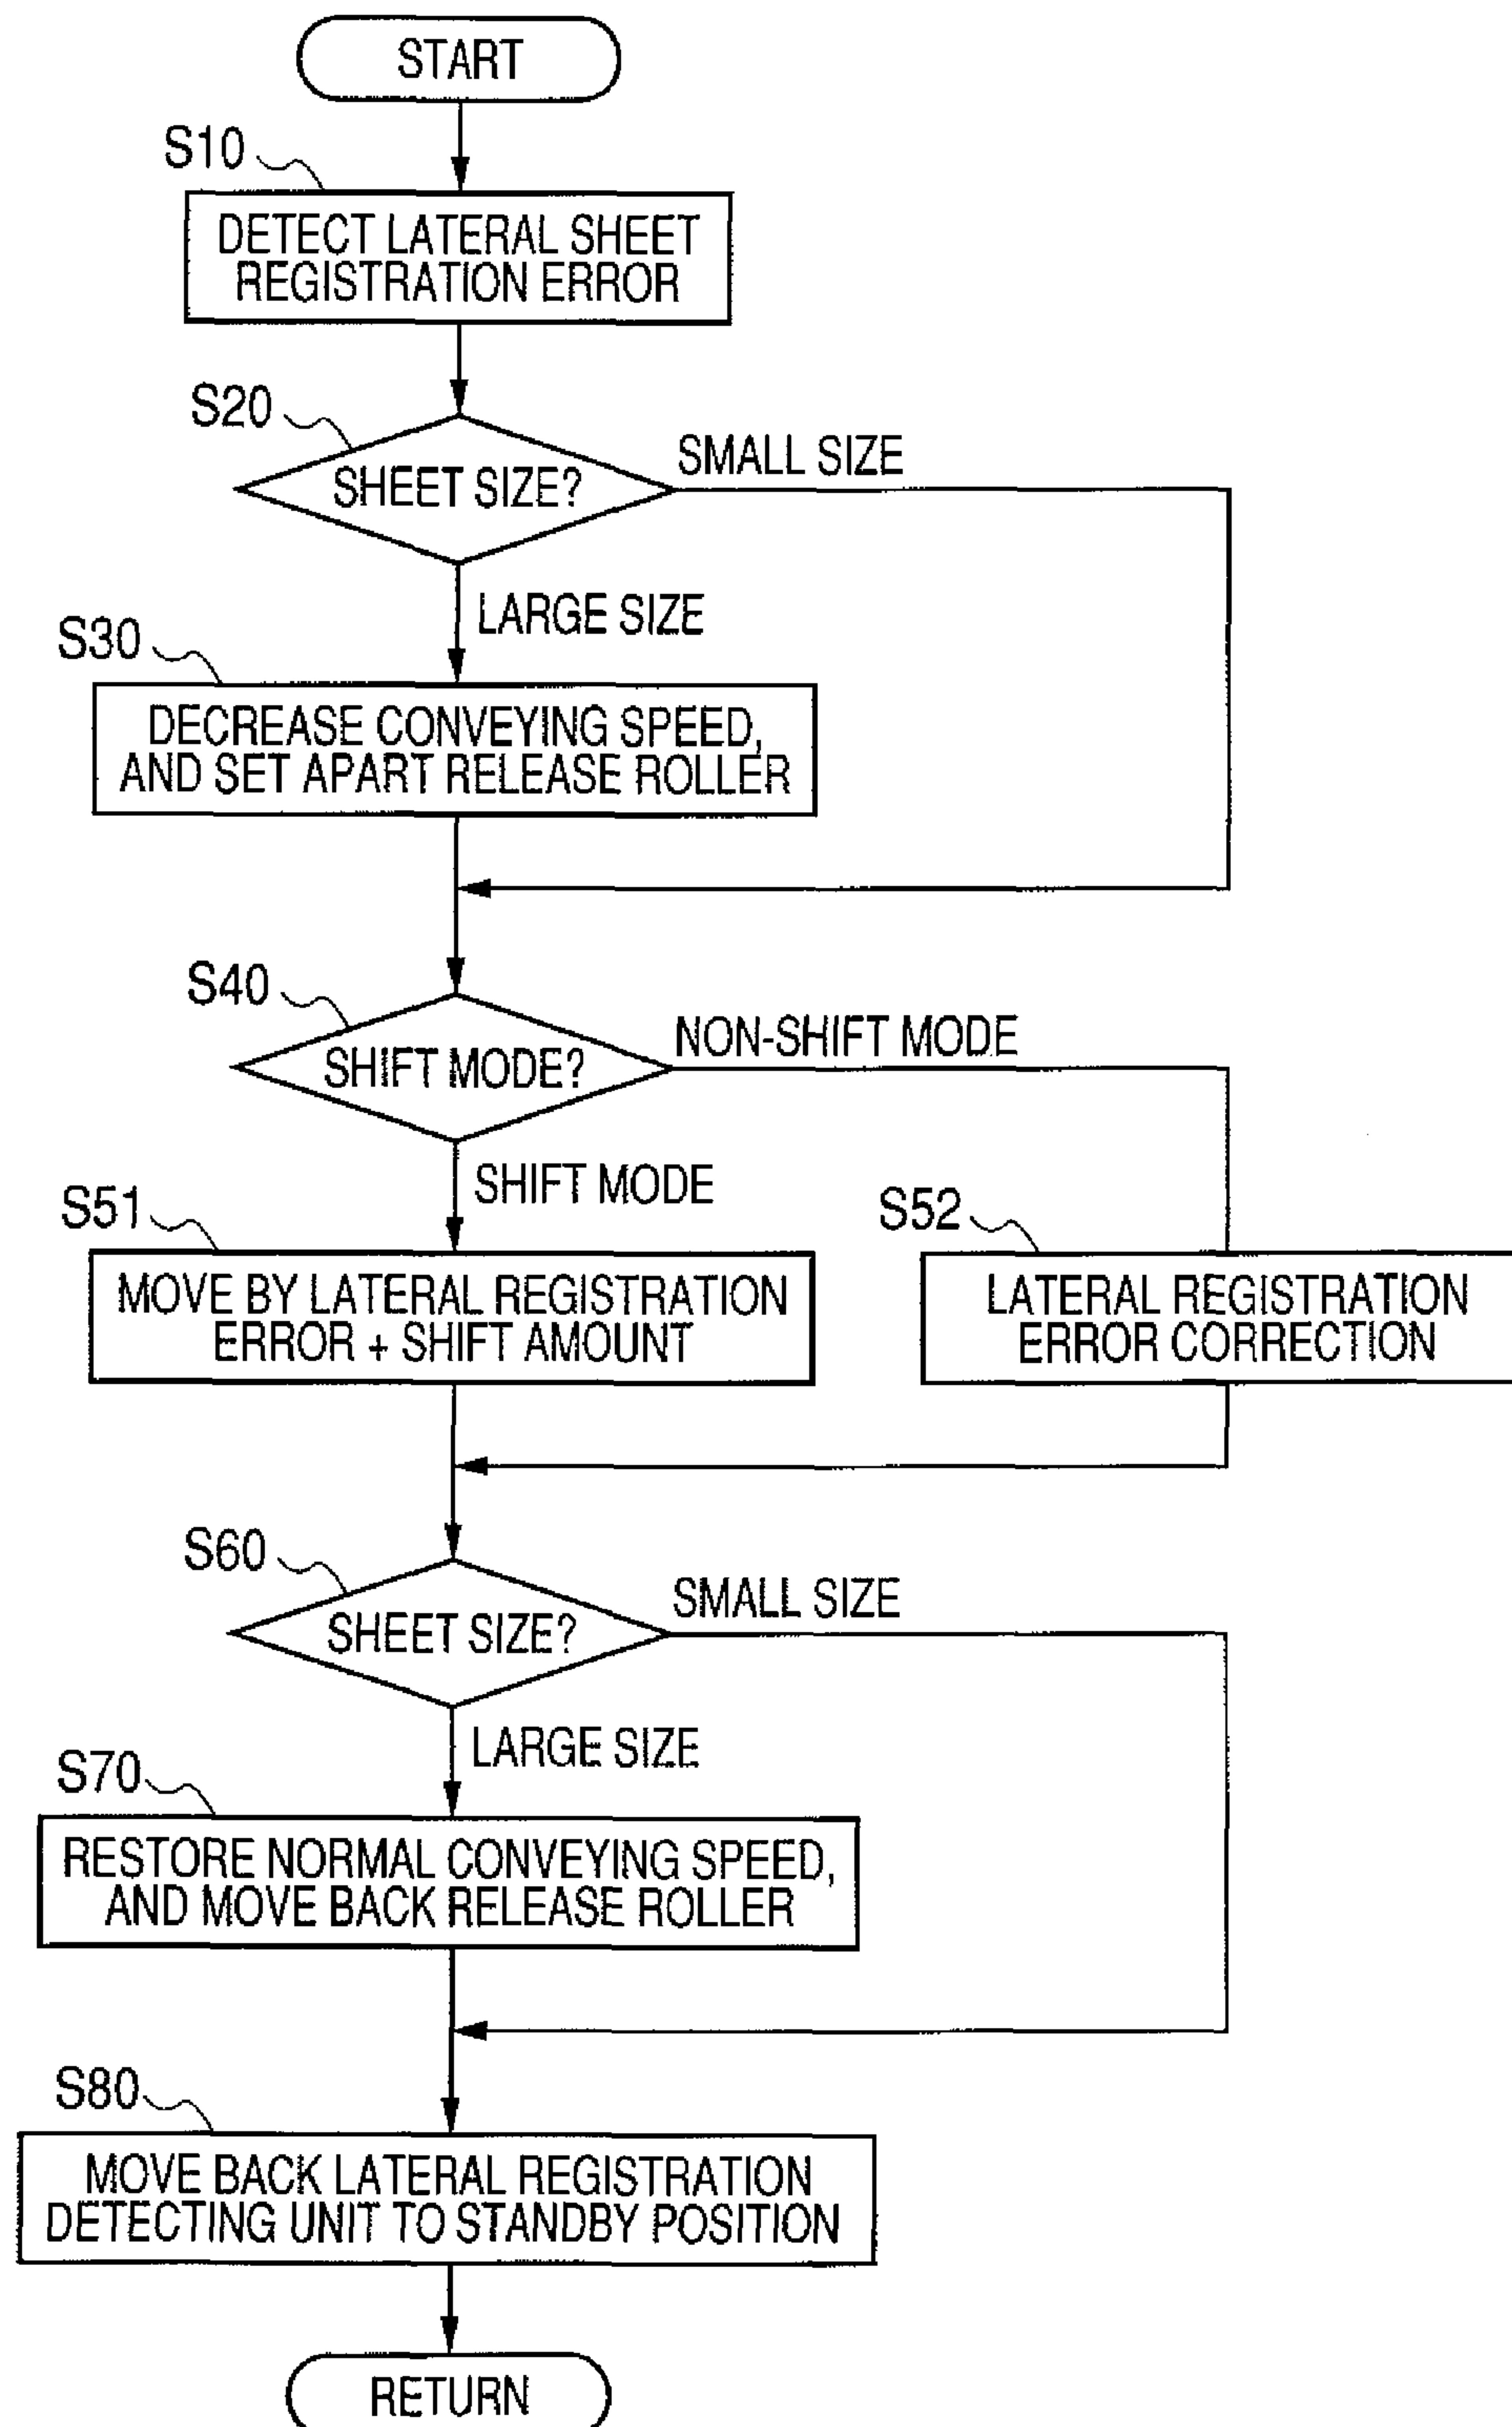 START
S10
DETECT LATERAL SHEET
REGISTRATION ERROR
S20
SHEET SIZE?
SMALL SIZE
LARGE SIZE
S30
DECREASE CONVEYING SPEED,
AND SET APART RELEASE ROLLER
S40
SHIFT MODE?
NON-SHIFT MODE
SHIFT MODE
S51
MOVE BY LATERAL REGISTRATION
ERROR + SHIFT AMOUNT
S52
LATERAL REGISTRATION
ERROR CORRECTION
S60
SHEET SIZE?
SMALL SIZE
LARGE SIZE
S70
RESTORE NORMAL CONVEYING SPEED,
AND MOVE BACK RELEASE ROLLER
S80
MOVE BACK LATERAL REGISTRATION
DETECTING UNIT TO STANDBY POSITION
RETURN